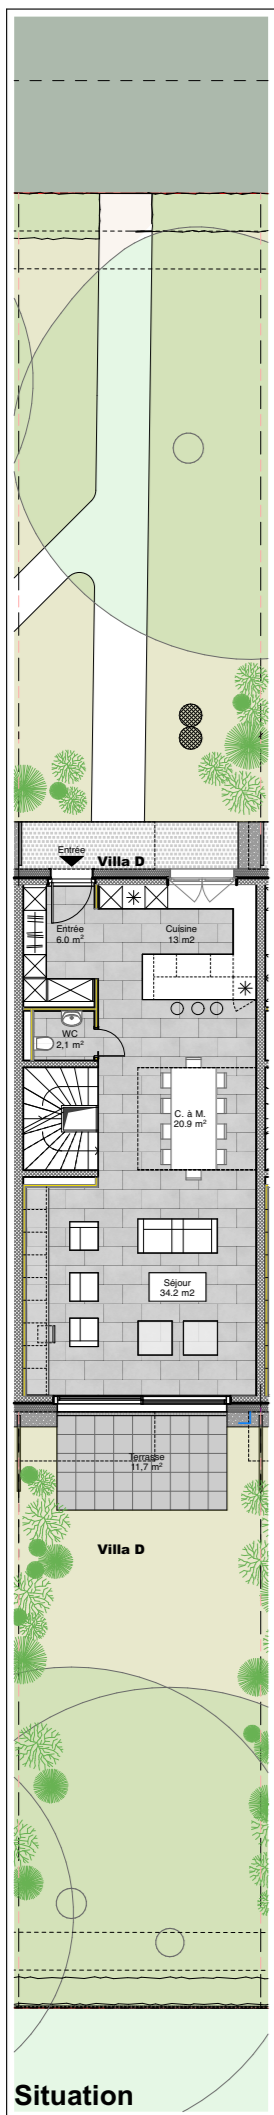 Entrée
Villa D
Entrée
6.0 m²
Cuisine
13 m2
WC
2,1 m²
C. à M.
20.9 m²
Séjour
34.2 m2
Terrasse
11,7 m²
Villa D
Situation